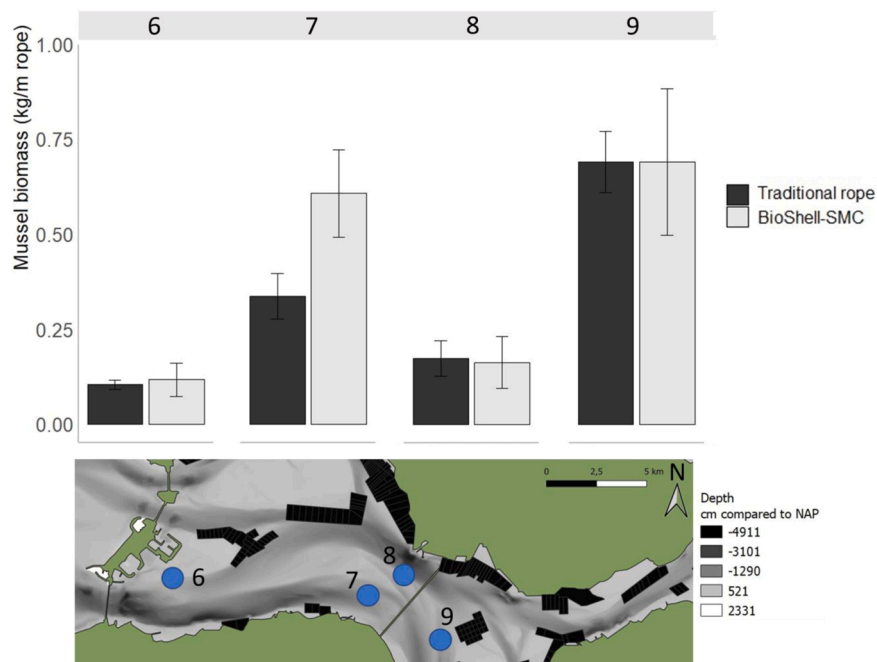 6 7 8 9
Mussel biomass (kg/m rope)
1.00
0.75
0.50
0.25
0.00
Traditional rope
BioShell-SMC
0 2,5 5 km
N
6
7
8
9
Depth
cm compared to NAP
-4911
-3101
-1290
521
2331